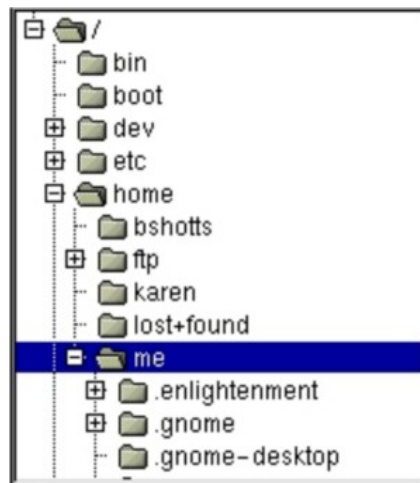 /
bin
boot
dev
etc
home
bshotts
ftp
karen
lost+found
me
.enlightenment
.gnome
.gnome-desktop